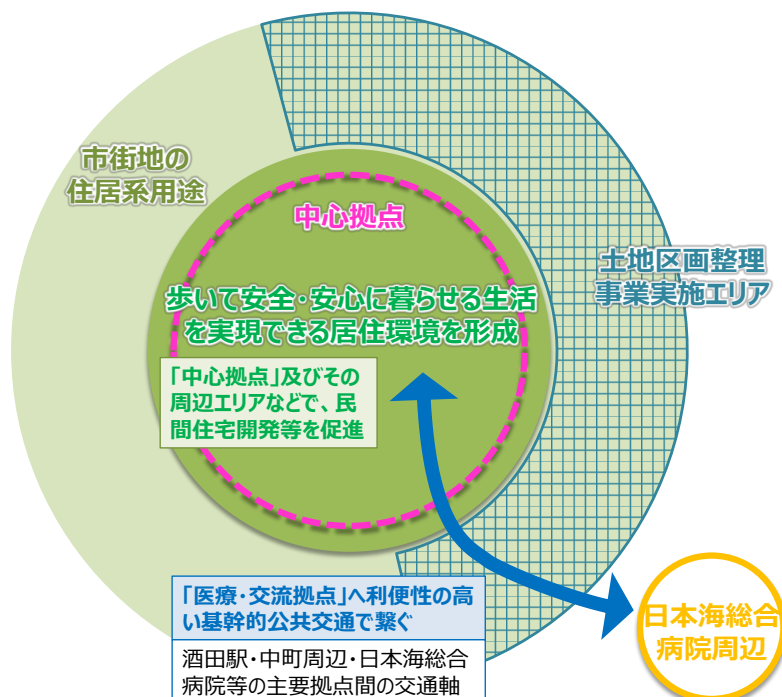 市街地の
住居系用途
中心拠点
土地区画整理
事業実施エリア
歩いて安全・安心に暮らせる生活
を実現できる居住環境を形成
「中心拠点」及びその
周辺エリアなどで、民
間住宅開発等を促進
「医療・交流拠点」へ利便性の高
い基幹的公共交通で繋ぐ
酒田駅・中町周辺・日本海総合
病院等の主要拠点間の交通軸
日本海総合
病院周辺